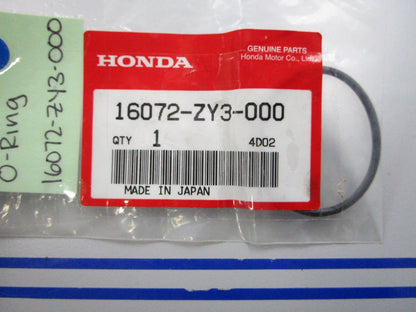 O-Ring
16072-ZY3-000
HONDA
GENUINE PARTS
Honda Motor Co., Ltd.
16072-ZY3-000
QTY 1 4D02
MADE IN JAPAN